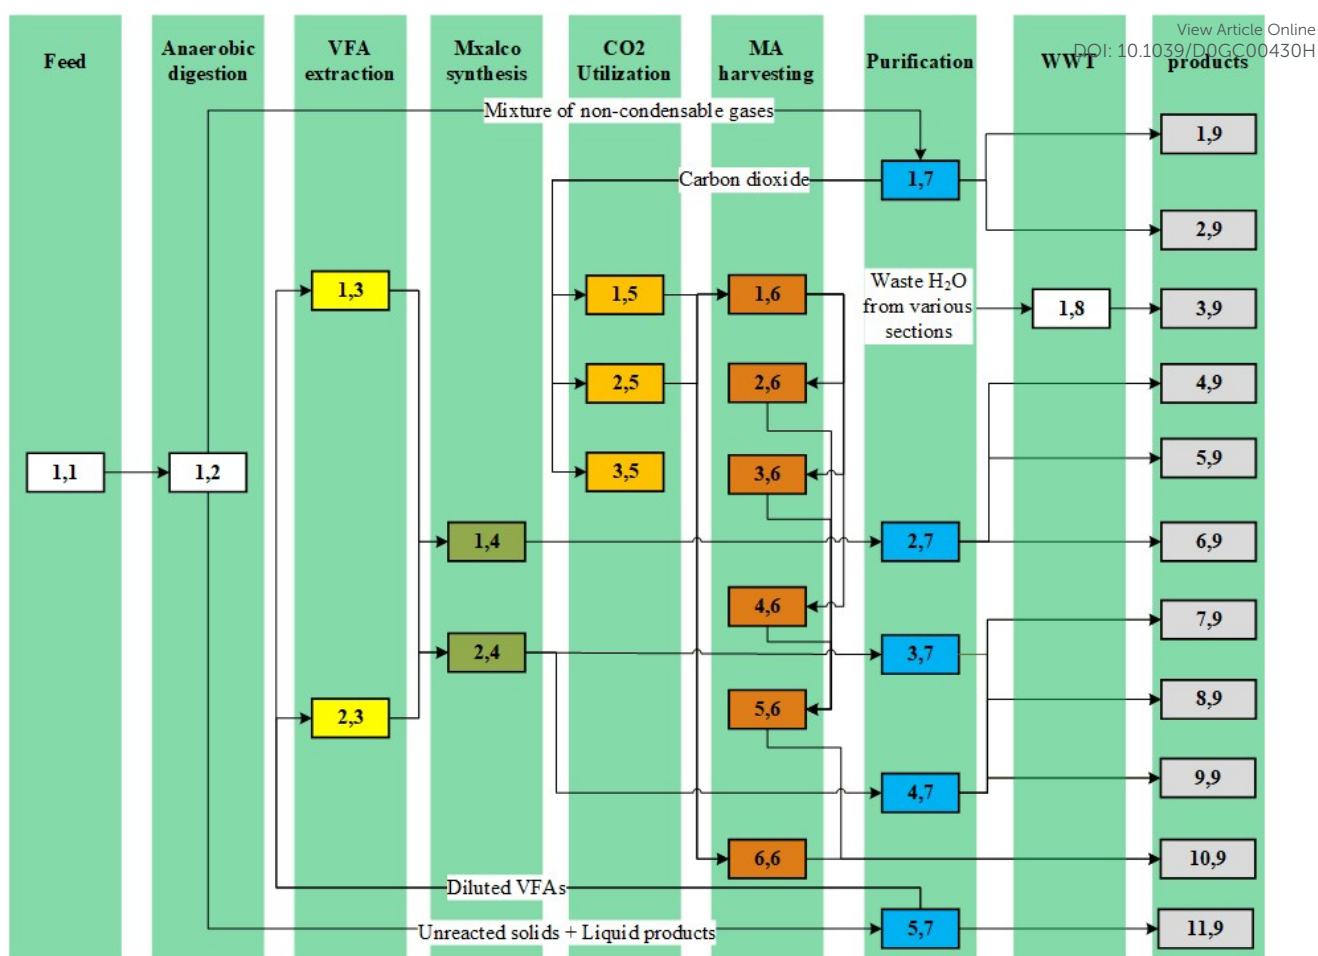 View Article Online
DOI: 10.1039/D0GC00430H
Feed
Anaerobic
digestion
VFA
extraction
Mxalco
synthesis
CO2
Utilization
MA
harvesting
Purification
WWT
products
Mixture of non-condensable gases
1,9
Carbon dioxide
1,7
2,9
1,3
1,5
1,6
Waste H₂O
from various
sections
1,8
3,9
2,5
2,6
4,9
1,1
1,2
3,5
3,6
5,9
1,4
2,7
6,9
4,6
7,9
2,4
3,7
2,3
5,6
8,9
4,7
9,9
6,6
10,9
Diluted VFAs
Unreacted solids + Liquid products
5,7
11,9